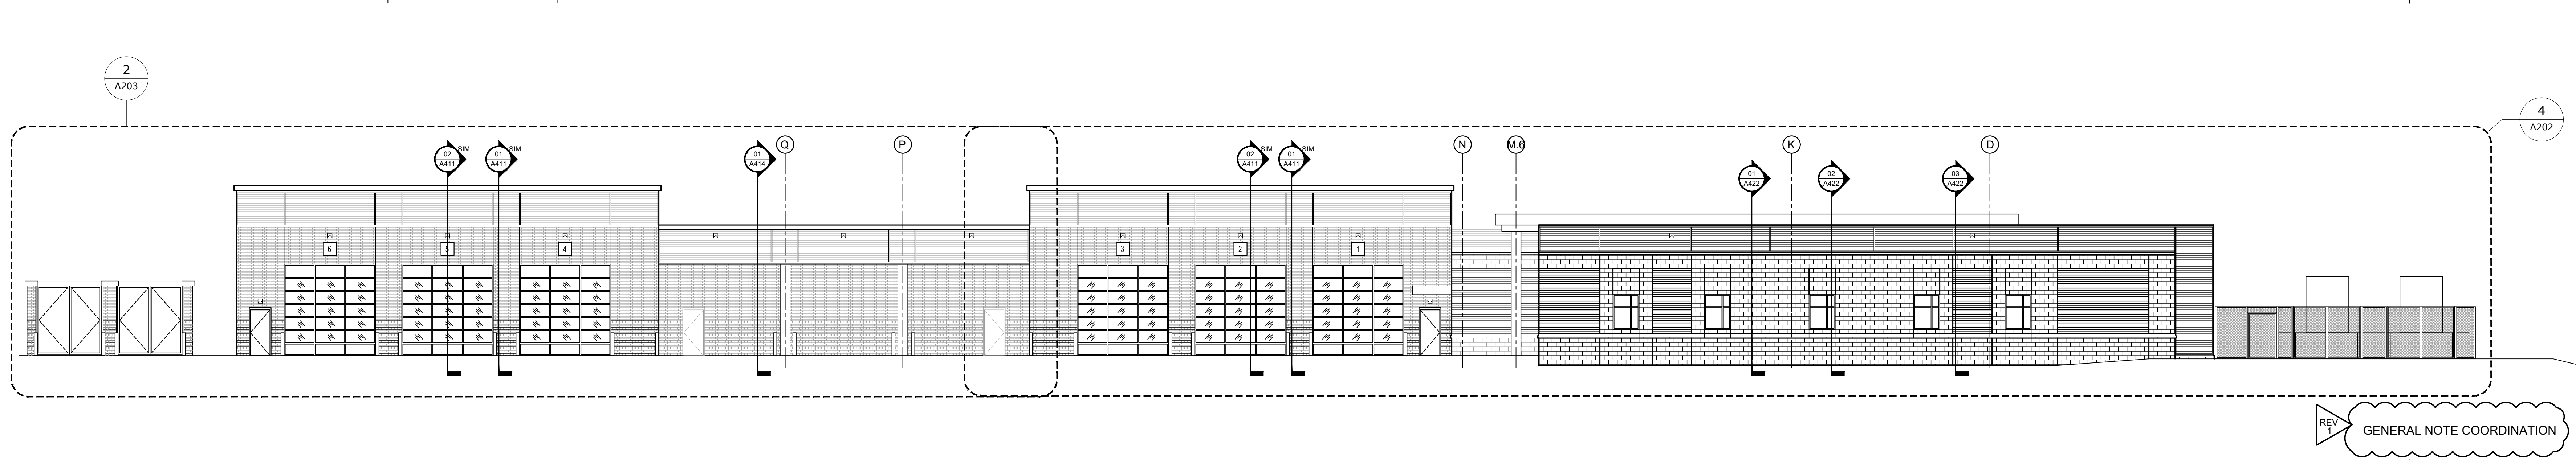 2
A203
4
A202
Q
P
N
M.6
K
D
02
A411
SIM
01
A411
SIM
01
A414
02
A411
SIM
01
A411
SIM
01
A422
02
A422
03
A422
6
5
4
3
2
1
REV
1
GENERAL NOTE COORDINATION